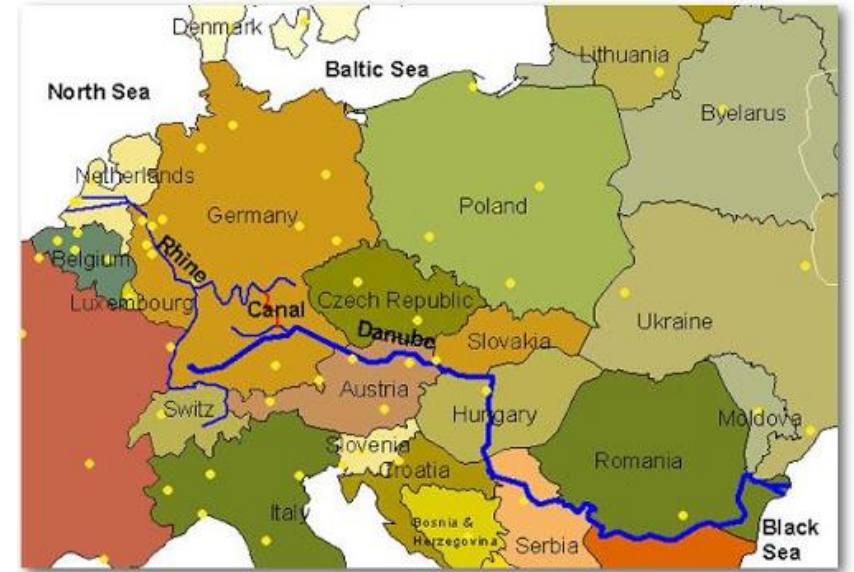 Denmark
Lithuania
Baltic Sea
North Sea
Byelarus
Netherlands
Poland
Germany
Rhine
Belgium
Luxembourg
Canal
Czech Republic
Ukraine
Danube
Slovakia
Austria
Switz
Hungary
Moldova
Slovenia
Croatia
Romania
Italy
Bosnia &
Herzegovina
Serbia
Black
Sea